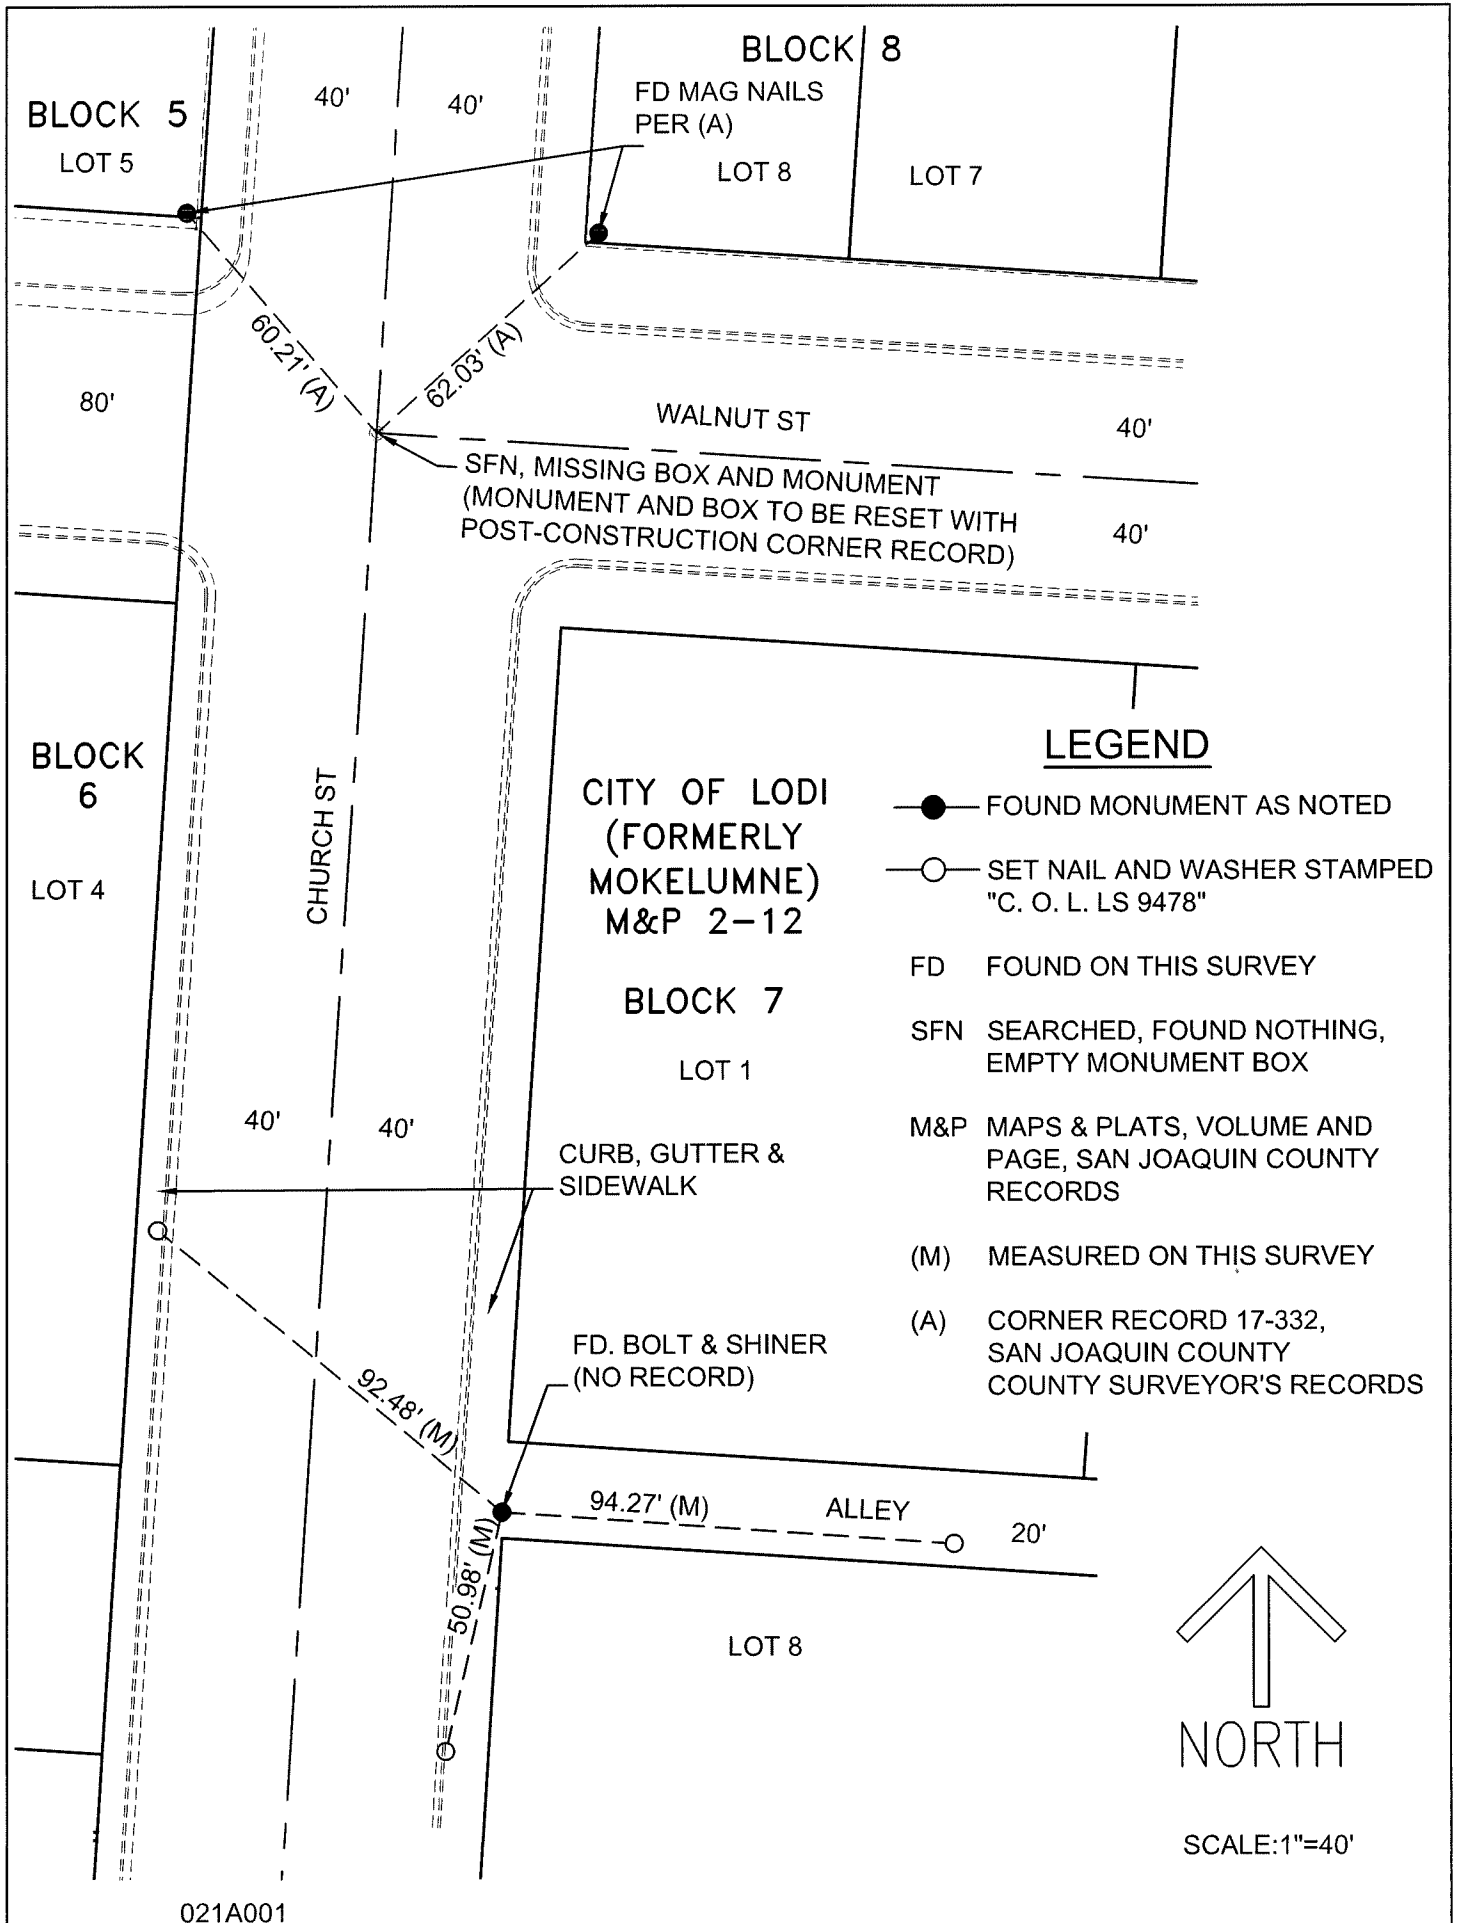 BLOCK 8
BLOCK 5
LOT 5
40'
40'
FD MAG NAILS
PER (A)
LOT 8
LOT 7
60.21' (A)
62.03' (A)
80'
WALNUT ST
40'
SFN, MISSING BOX AND MONUMENT
(MONUMENT AND BOX TO BE RESET WITH
POST-CONSTRUCTION CORNER RECORD)
40'
BLOCK
6
LOT 4
CHURCH ST
CITY OF LODI
(FORMERLY
MOKELUMNE)
M&P 2-12
BLOCK 7
LOT 1
LEGEND
FOUND MONUMENT AS NOTED
SET NAIL AND WASHER STAMPED
"C. O. L. LS 9478"
FD FOUND ON THIS SURVEY
SFN SEARCHED, FOUND NOTHING,
EMPTY MONUMENT BOX
M&P MAPS & PLATS, VOLUME AND
PAGE, SAN JOAQUIN COUNTY
RECORDS
(M) MEASURED ON THIS SURVEY
(A) CORNER RECORD 17-332,
SAN JOAQUIN COUNTY
COUNTY SURVEYOR'S RECORDS
40'
40'
CURB, GUTTER &
SIDEWALK
FD. BOLT & SHINER
(NO RECORD)
92.48' (M)
94.27' (M)
ALLEY
20'
50.98' (M)
LOT 8
NORTH
SCALE:1"=40'
021A001